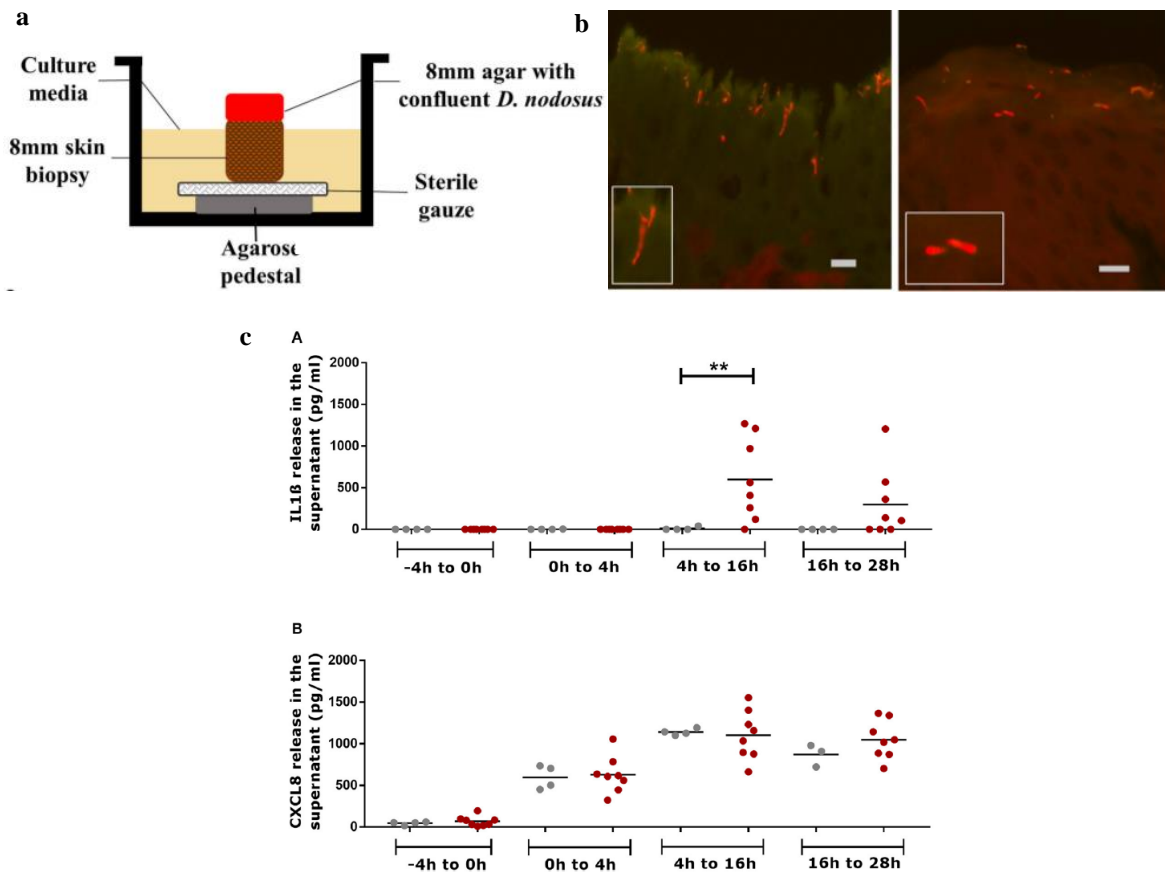 a
Culture
media
8mm skin
biopsy
8mm agar with
confluent D. nodosus
Sterile
gauze
Agarose
pedestal
b
c
A
IL1ß release in the
supernatant (pg/ml)
2000
1500
1000
500
0
**
-4h to 0h
0h to 4h
4h to 16h
16h to 28h
B
CXCL8 release in the
supernatant (pg/ml)
2000
1500
1000
500
0
-4h to 0h
0h to 4h
4h to 16h
16h to 28h